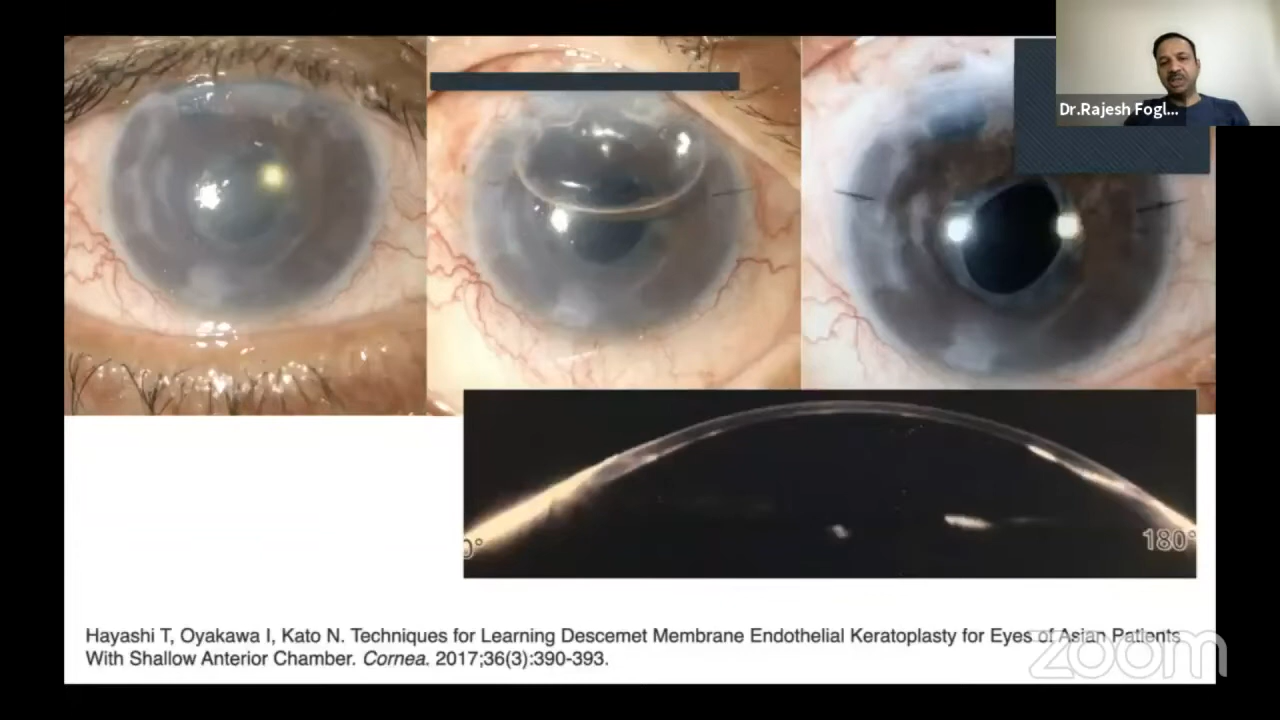 Dr.Rajesh Fogl...
0°
180°
Hayashi T, Oyakawa I, Kato N. Techniques for Learning Descemet Membrane Endothelial Keratoplasty for Eyes of Asian Patients
With Shallow Anterior Chamber. Cornea. 2017;36(3):390-393.
zoom